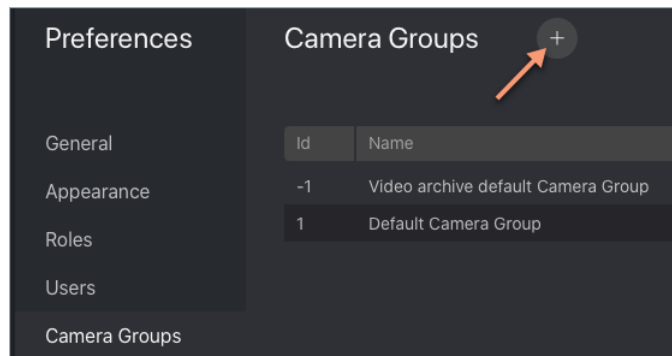 Preferences
Camera Groups
+
General
Appearance
Roles
Users
Camera Groups
Id Name
-1 Video archive default Camera Group
1 Default Camera Group